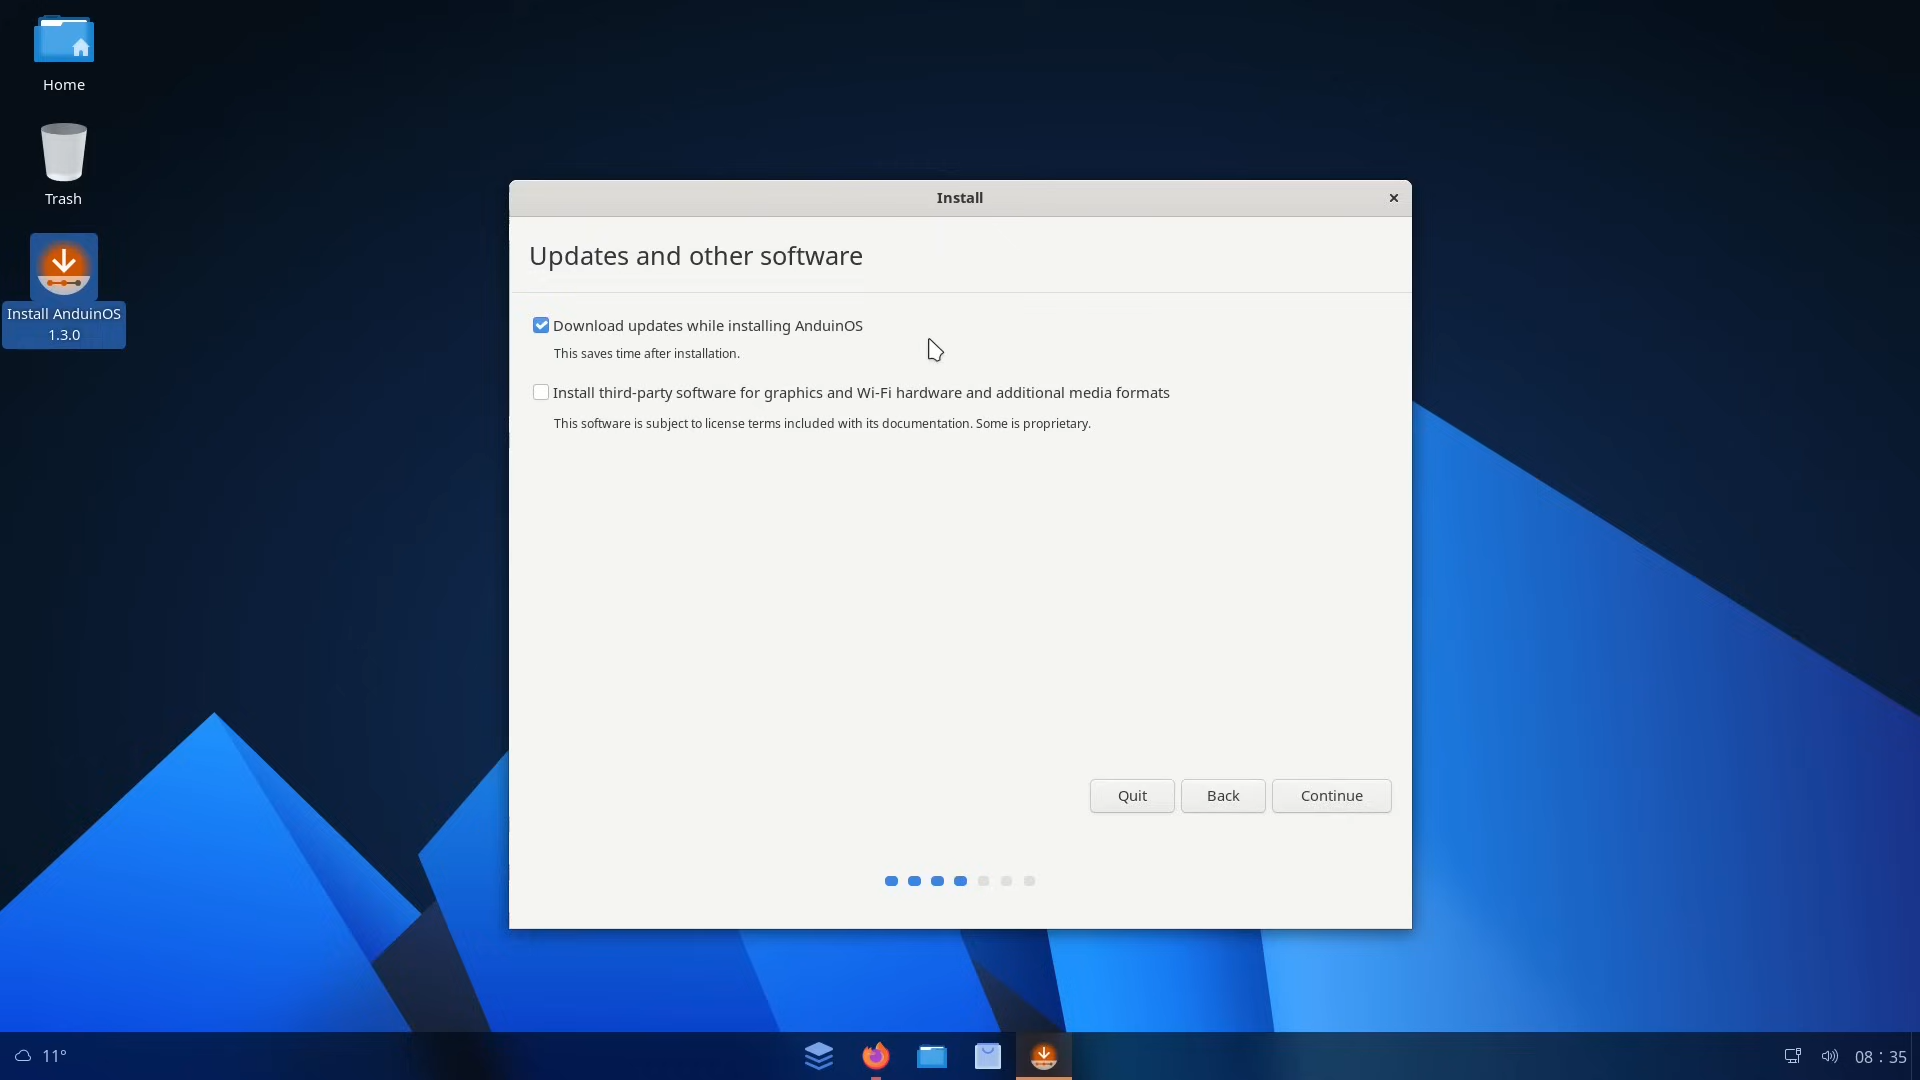 Home
Trash
Install AnduinOS
1.3.0
Install
Updates and other software
Download updates while installing AnduinOS
This saves time after installation.
Install third-party software for graphics and Wi-Fi hardware and additional media formats
This software is subject to license terms included with its documentation. Some is proprietary.
Quit
Back
Continue
11°
08 : 35